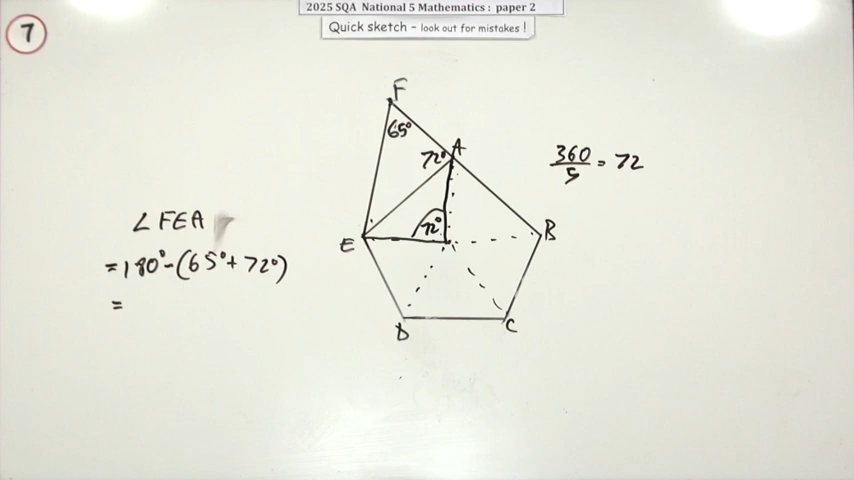 2025 SQA National 5 Mathematics : paper 2
Quick sketch - look out for mistakes !
7
F
65°
72°
A
360/5 = 72
∠FEA
E
72°
B
=180°-(65°+72°)
=
D
C